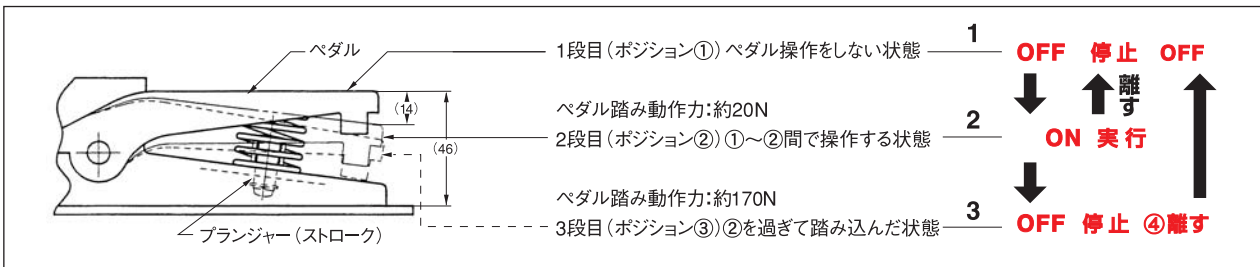 ペダル
1段目(ポジション①)ペダル操作をしない状態
1
OFF 停止 OFF
離す
(14)
(46)
ペダル踏み動作力:約20N
2段目(ポジション②)①~②間で操作する状態
2
ON 実行
ペダル踏み動作力:約170N
3段目(ポジション③)②を過ぎて踏み込んだ状態
3
OFF 停止 ④離す
プランジャー(ストローク)